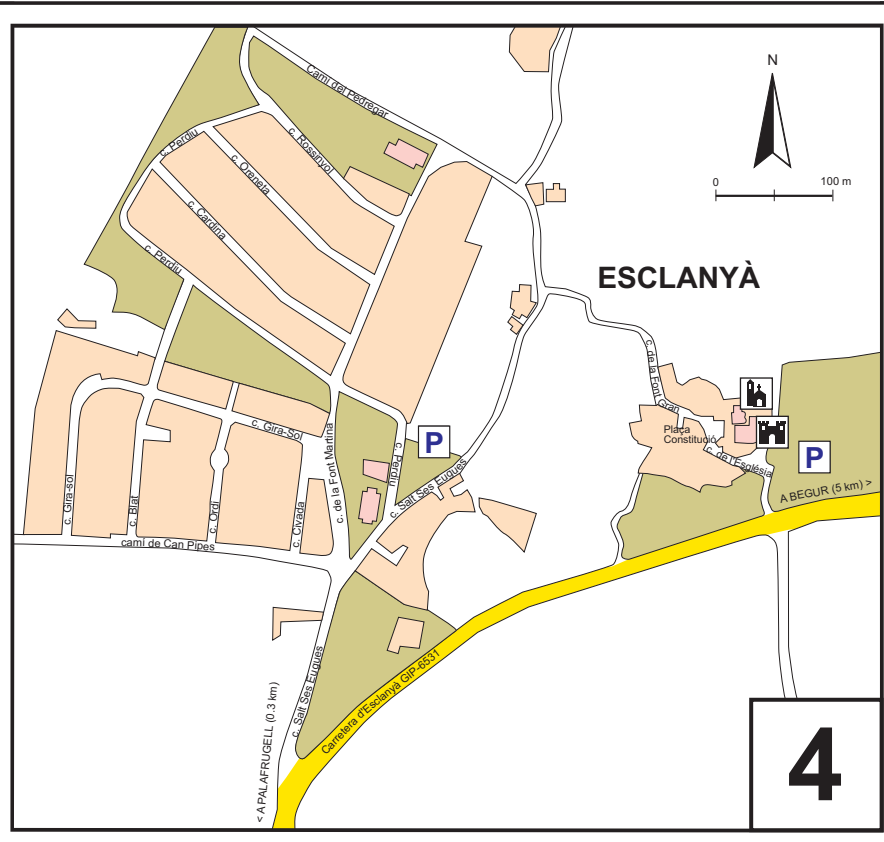 N
0 100 m
Camí del Pedregar
c. Perdiu
c. Rossinyol
c. Oreneta
c. Cardina
c. Perdiu
ESCLANYÀ
c. de la Font Gran
Plaça
Constitució
c. de l'Església
P
A BEGUR (5 km) >
c. Gira-Sol
c. de la Font Martina
c. Perdiu
P
c. Salt Ses Eugues
c. Gira-sol
c. Blat
c. Ordi
c. Civada
camí de Can Pipes
c. Salt Ses Eugues
Carretera d'Esclanyà GIP-6531
< A PALAFRUGELL (0.3 km)
4